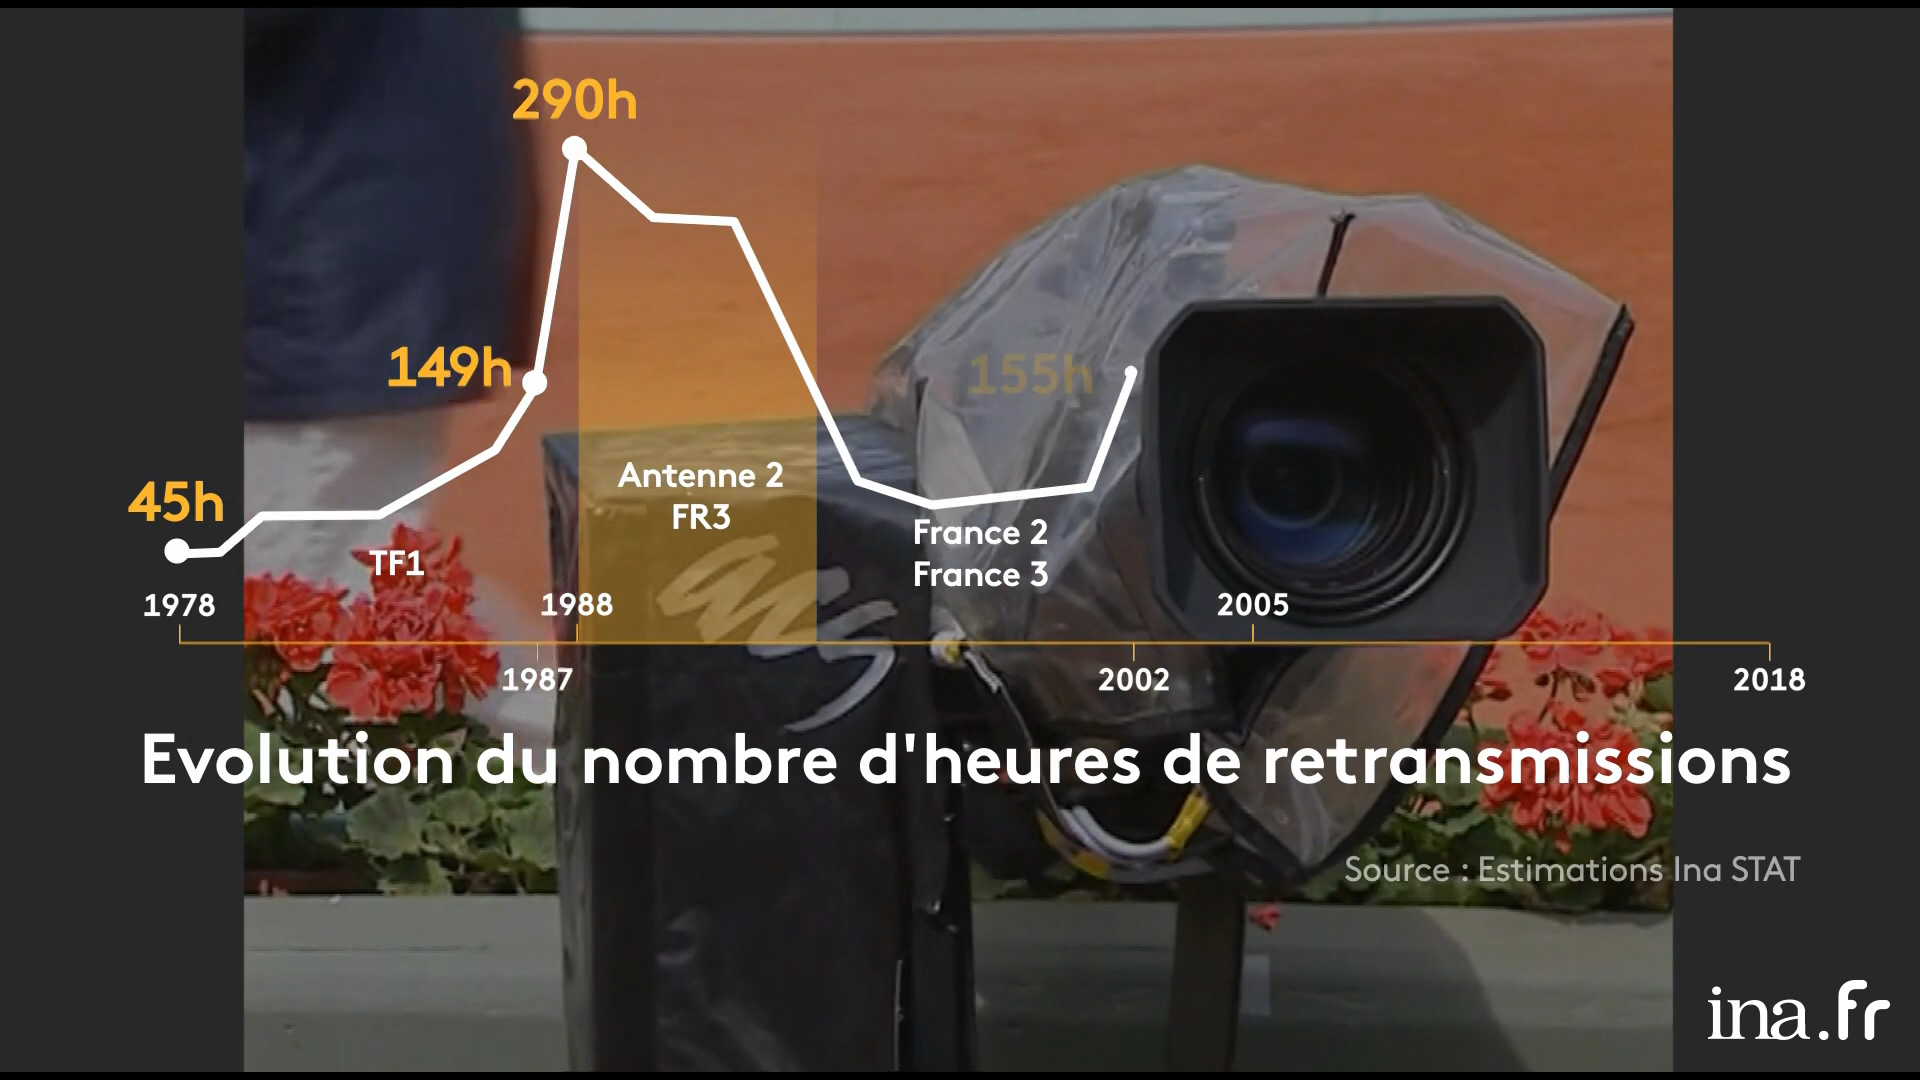 290h
149h
155h
45h
Antenne 2
FR3
France 2
France 3
TF1
1978
1988
2005
1987
2002
2018
Evolution du nombre d'heures de retransmissions
Source : Estimations Ina STAT
ina.fr